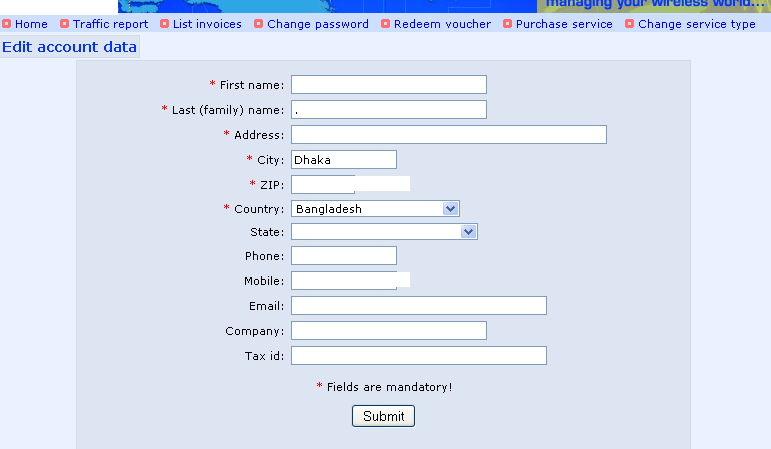 managing your wireless world...
Home Traffic report List invoices Change password Redeem voucher Purchase service Change service type
Edit account data
* First name:
* Last (family) name: .
* Address:
* City: Dhaka
* ZIP:
* Country: Bangladesh
State:
Phone:
Mobile:
Email:
Company:
Tax id:
* Fields are mandatory!
Submit